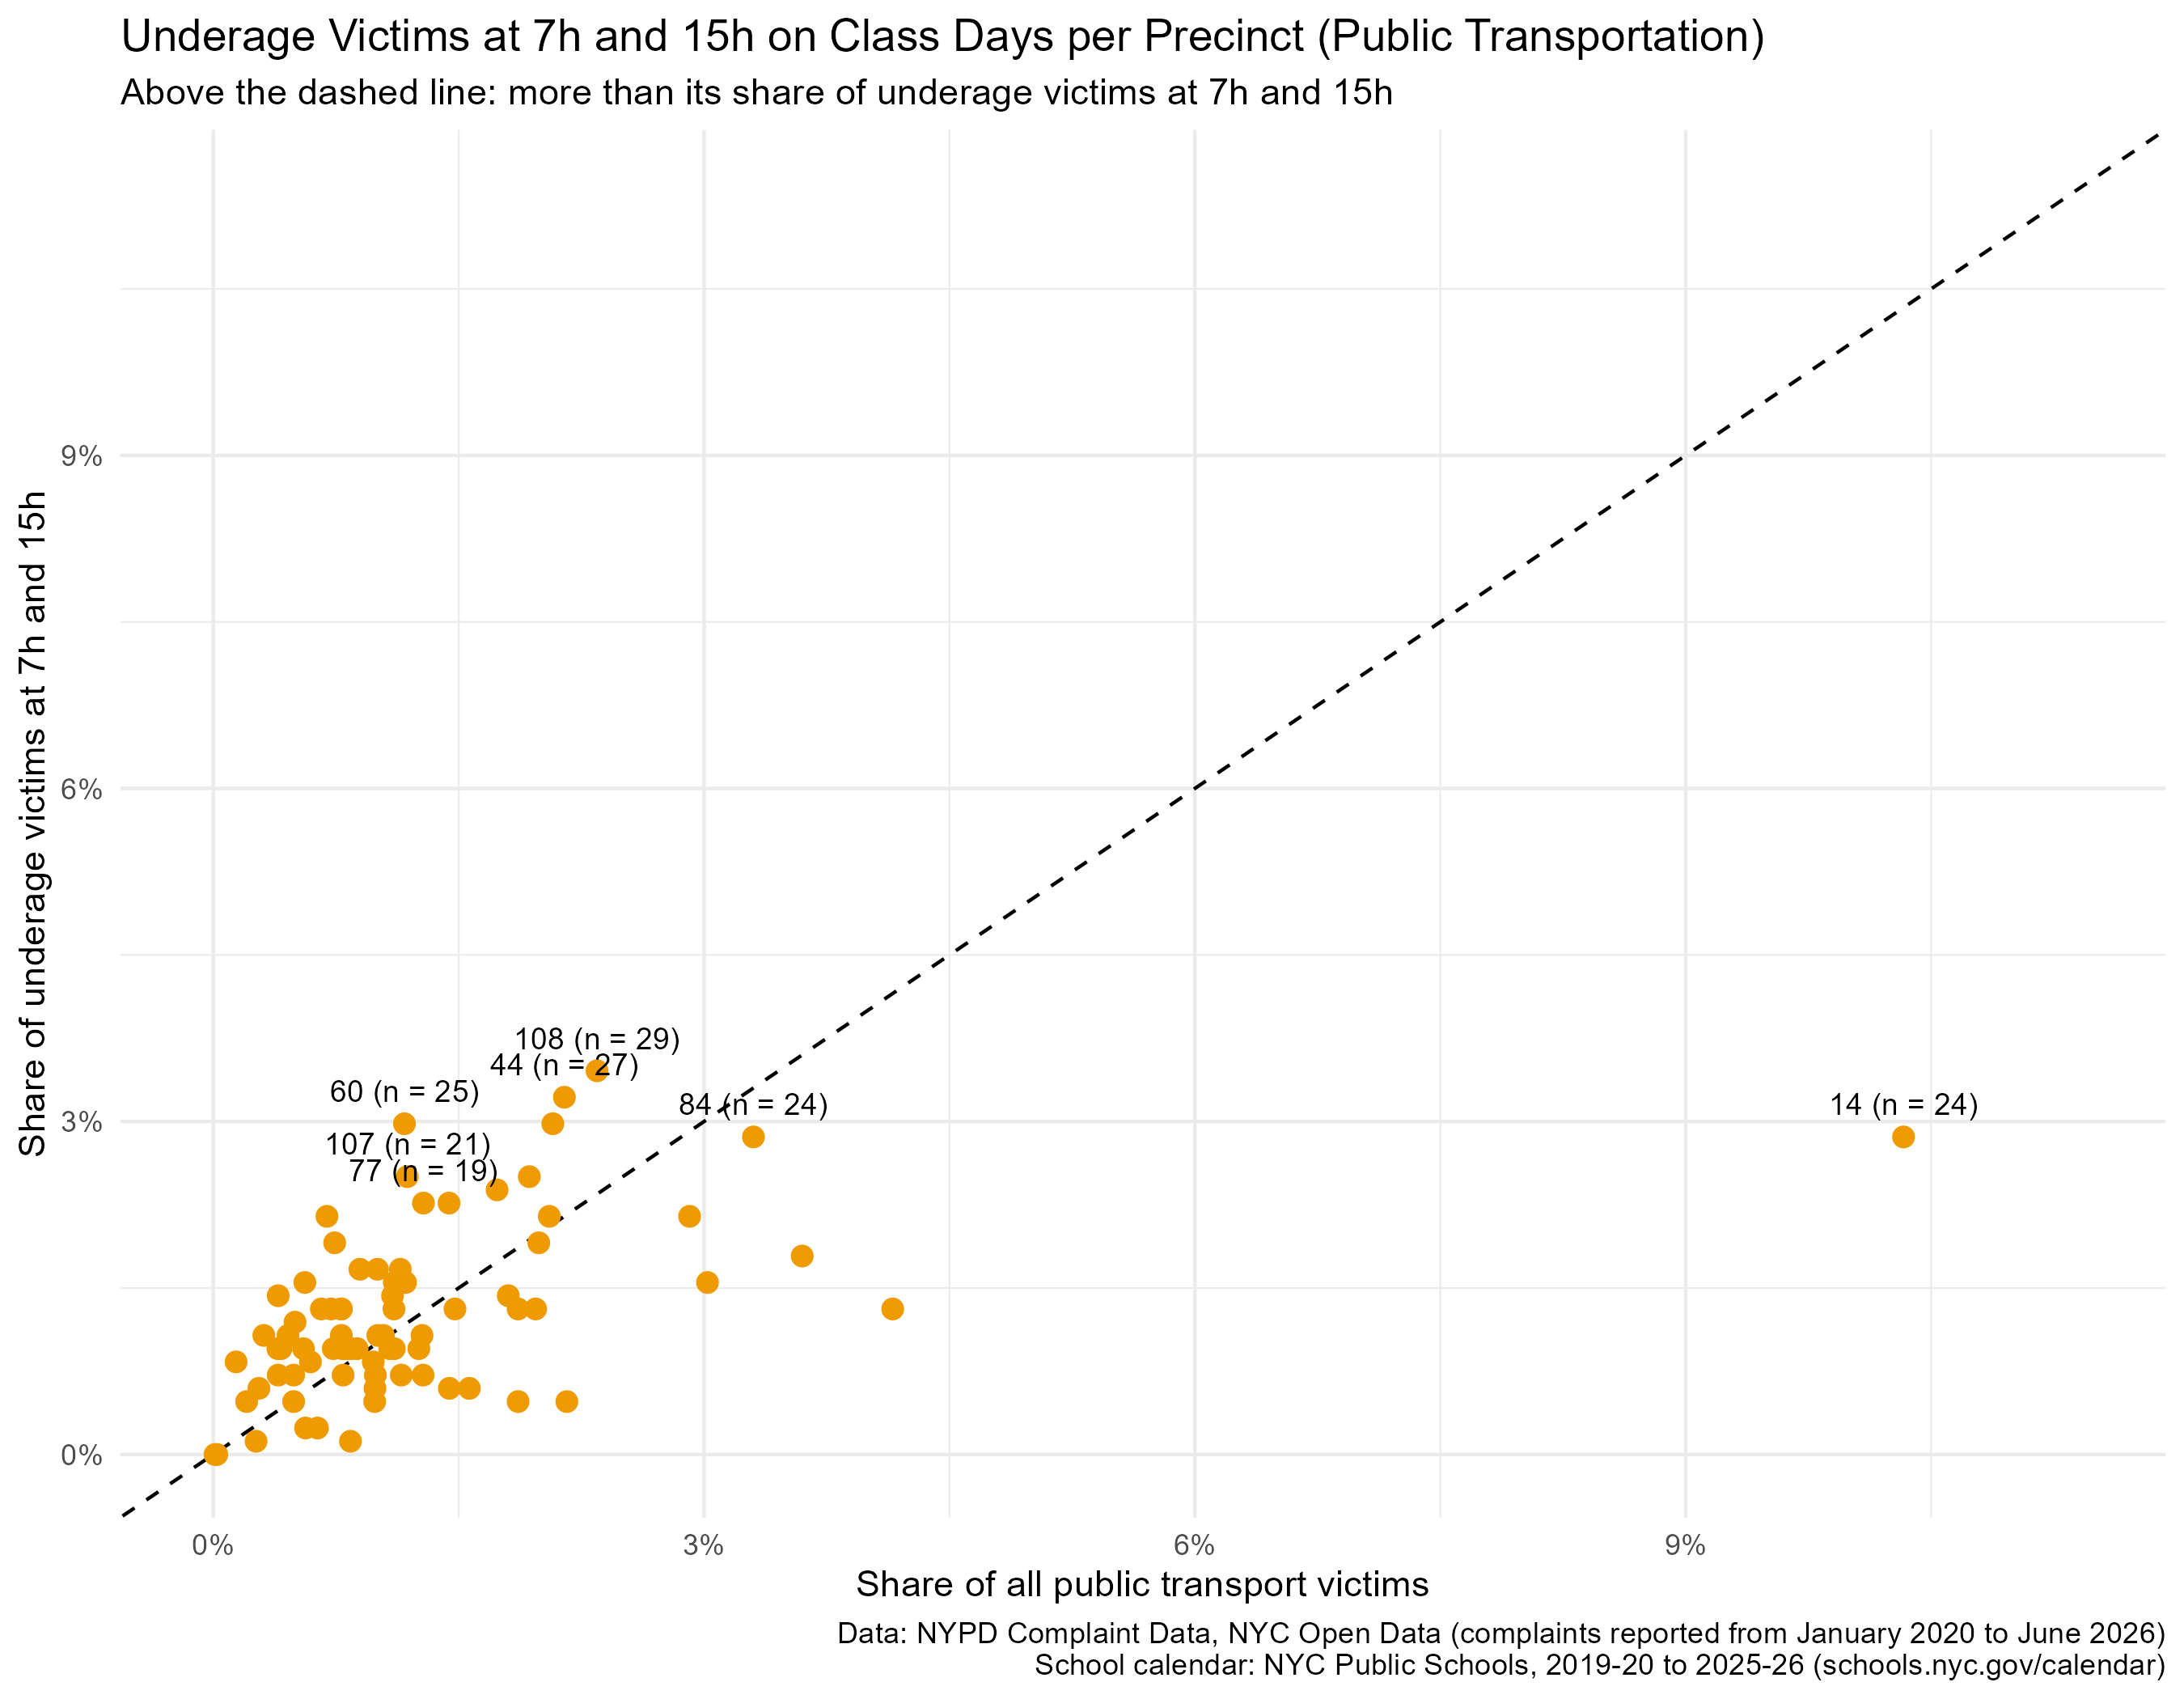 Underage Victims at 7h and 15h on Class Days per Precinct (Public Transportation)
Above the dashed line: more than its share of underage victims at 7h and 15h
Share of underage victims at 7h and 15h
9%
6%
3%
0%
108 (n = 29)
44 (n = 27)
60 (n = 25)
84 (n = 24)
14 (n = 24)
107 (n = 21)
77 (n = 19)
0%
3%
6%
9%
Share of all public transport victims
Data: NYPD Complaint Data, NYC Open Data (complaints reported from January 2020 to June 2026)
School calendar: NYC Public Schools, 2019-20 to 2025-26 (schools.nyc.gov/calendar)